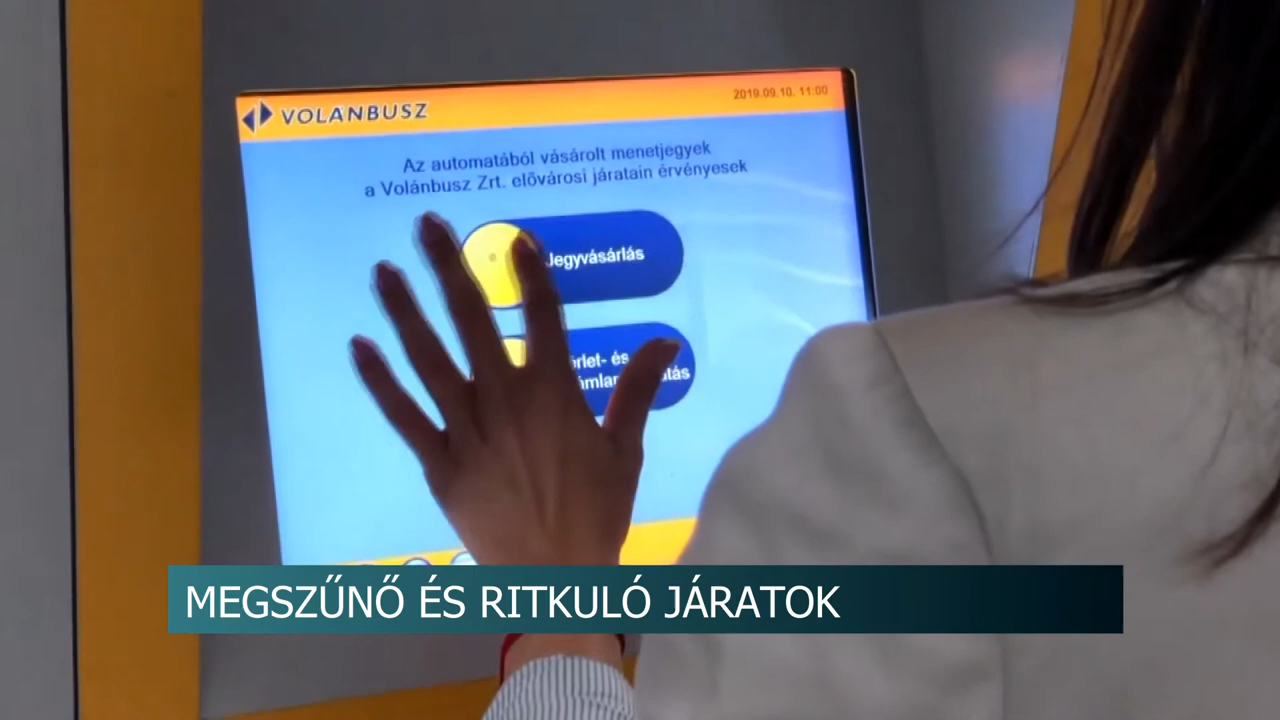 VOLÁNBUSZ
2019.09.10. 11:00
Az automatából vásárolt menetjegyek
a Volánbusz Zrt. elővárosi járatain érvényesek
Jegyvásárlás
MEGSZŰNŐ ÉS RITKULÓ JÁRATOK